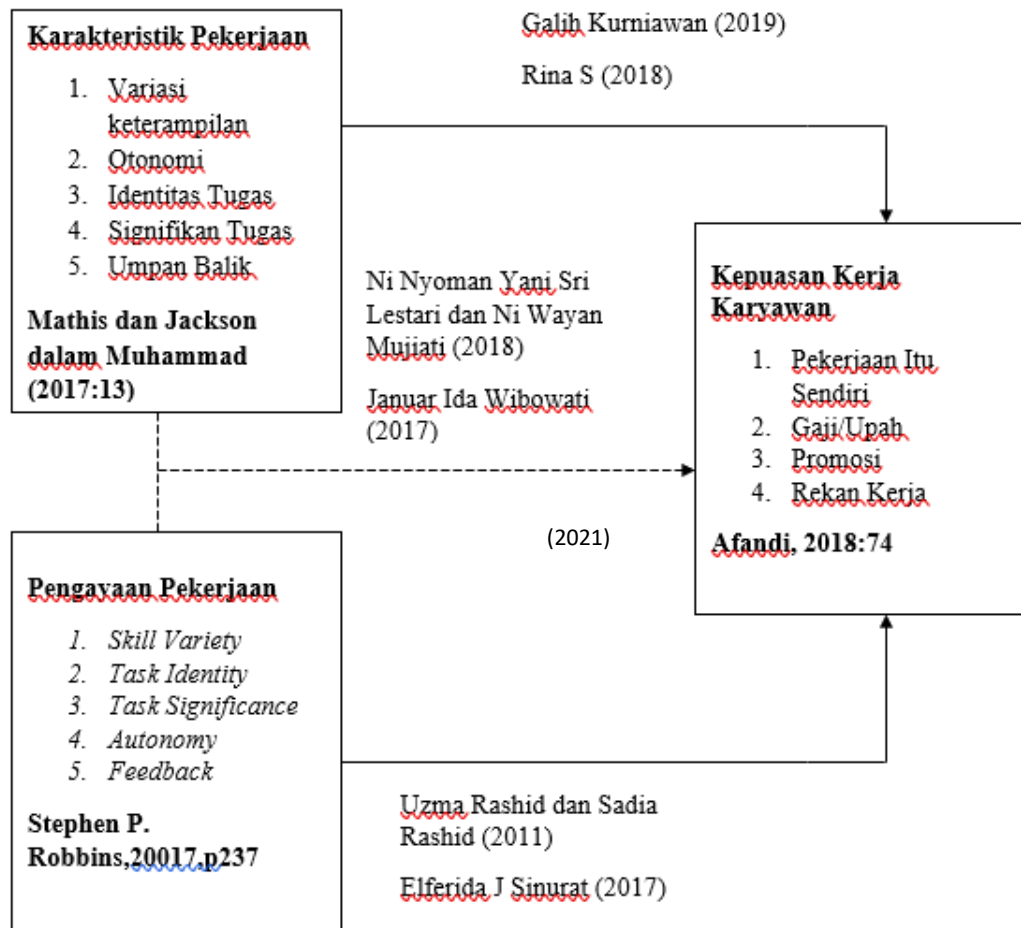 Karakteristik Pekerjaan
1. Variasi
keterampilan
2. Otonomi
3. Identitas Tugas
4. Signifikan Tugas
5. Umpan Balik
Mathis dan Jackson
dalam Muhammad
(2017:13)
Galih Kurniawan (2019)
Rina S (2018)
Ni Nyoman Yani Sri
Lestari dan Ni Wayan
Mujiati (2018)
Januar Ida Wibowati
(2017)
(2021)
Kepuasan Kerja
Karyawan
1. Pekerjaan Itu
Sendiri
2. Gaji/Upah
3. Promosi
4. Rekan Kerja
Afandi, 2018:74
Pengayaan Pekerjaan
1. Skill Variety
2. Task Identity
3. Task Significance
4. Autonomy
5. Feedback
Stephen P.
Robbins,20017,p237
Uzma Rashid dan Sadia
Rashid (2011)
Elferida J Sinurat (2017)